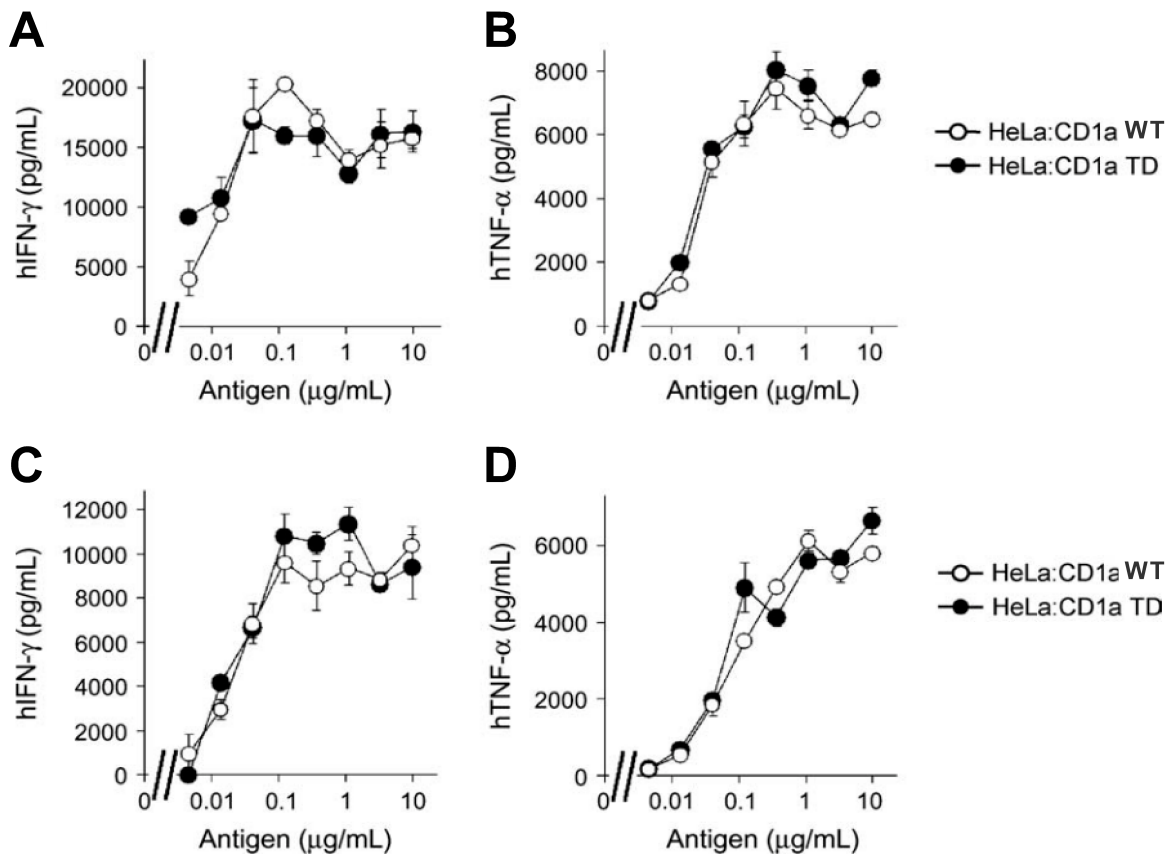 A
hIFN-γ (pg/mL)
20000
15000
10000
5000
0
0 0.01 0.1 1 10
Antigen (μg/mL)
B
hTNF-α (pg/mL)
8000
6000
4000
2000
0
0 0.01 0.1 1 10
Antigen (μg/mL)
HeLa:CD1a WT
HeLa:CD1a TD
C
hIFN-γ (pg/mL)
12000
10000
8000
6000
4000
2000
0
0 0.01 0.1 1 10
Antigen (μg/mL)
D
hTNF-α (pg/mL)
6000
4000
2000
0
0 0.01 0.1 1 10
Antigen (μg/mL)
HeLa:CD1a WT
HeLa:CD1a TD